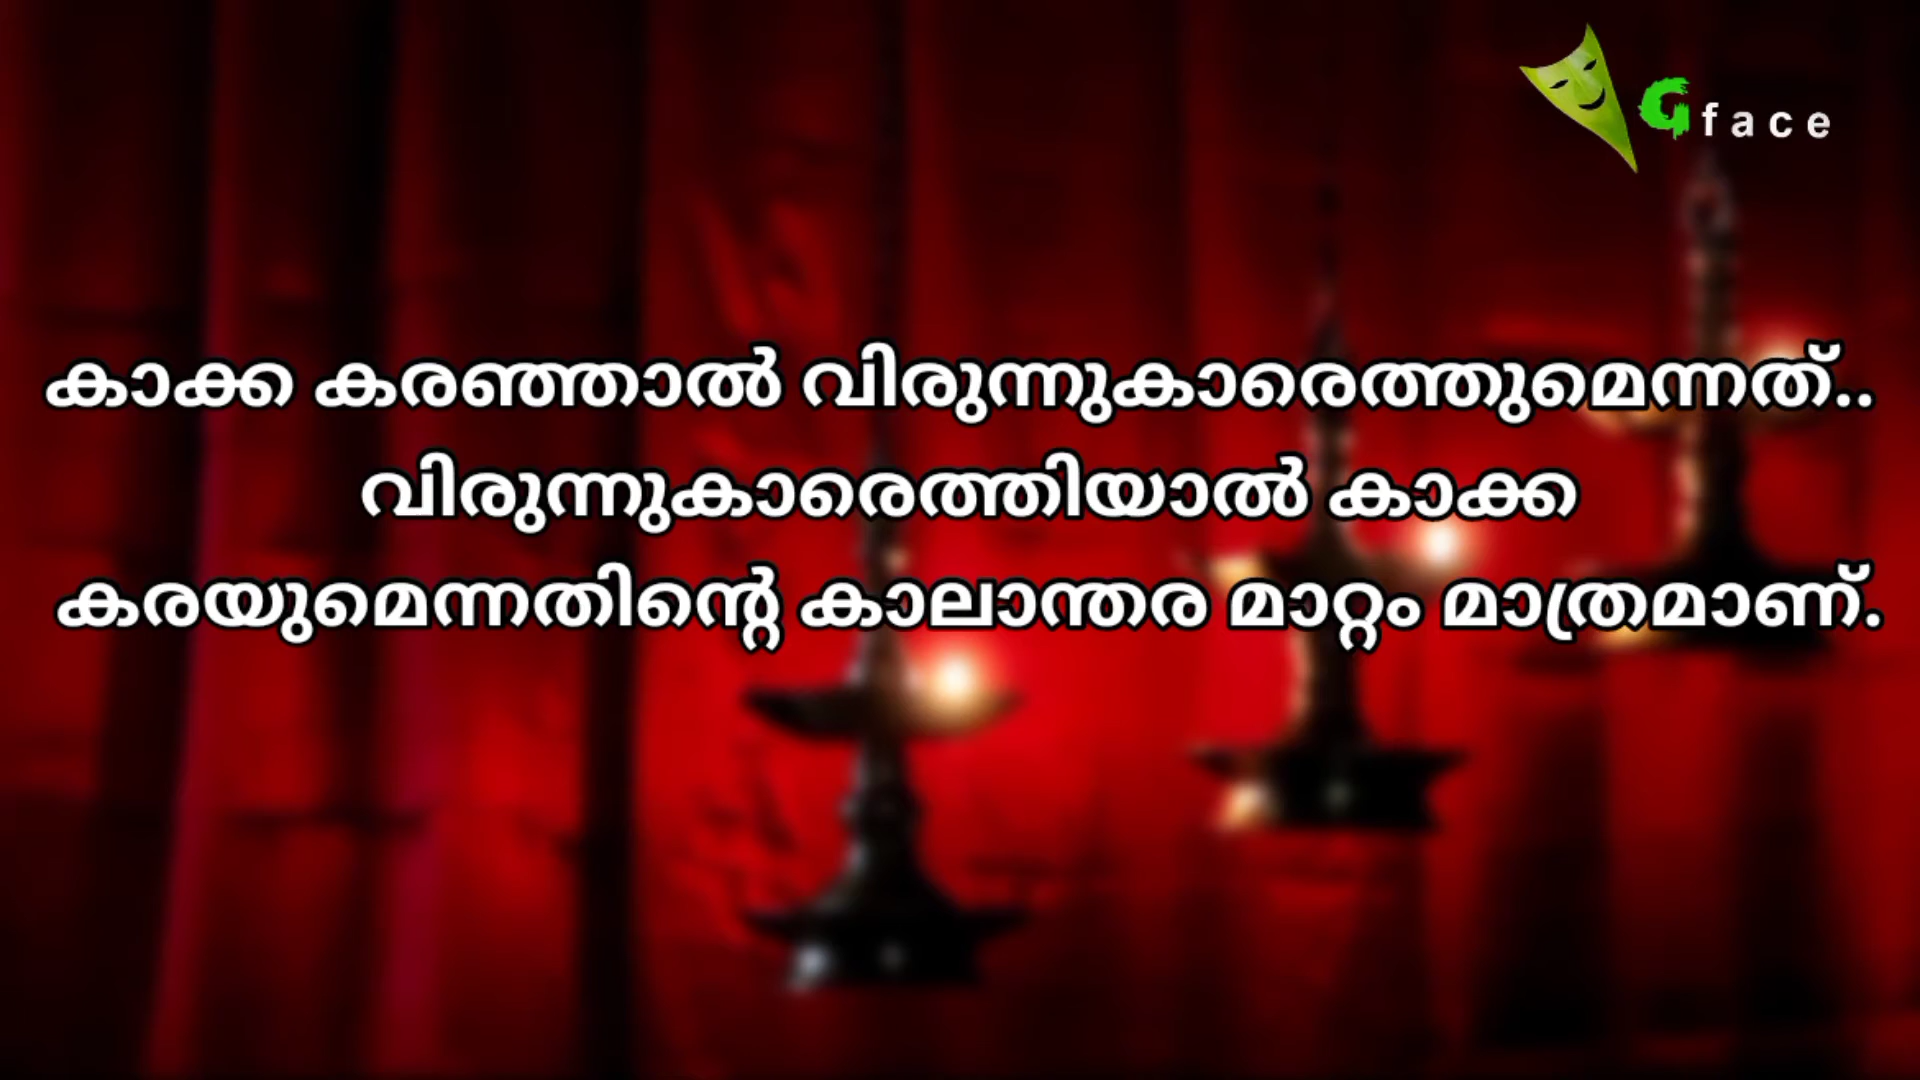 Gface
കാക്ക കരഞ്ഞാൽ വിരുന്നുകാരെത്തുമെന്നത്..
വിരുന്നുകാരെത്തിയാൽ കാക്ക
കരയുമെന്നതിന്റെ കാലാന്തര മാറ്റം മാത്രമാണ്.